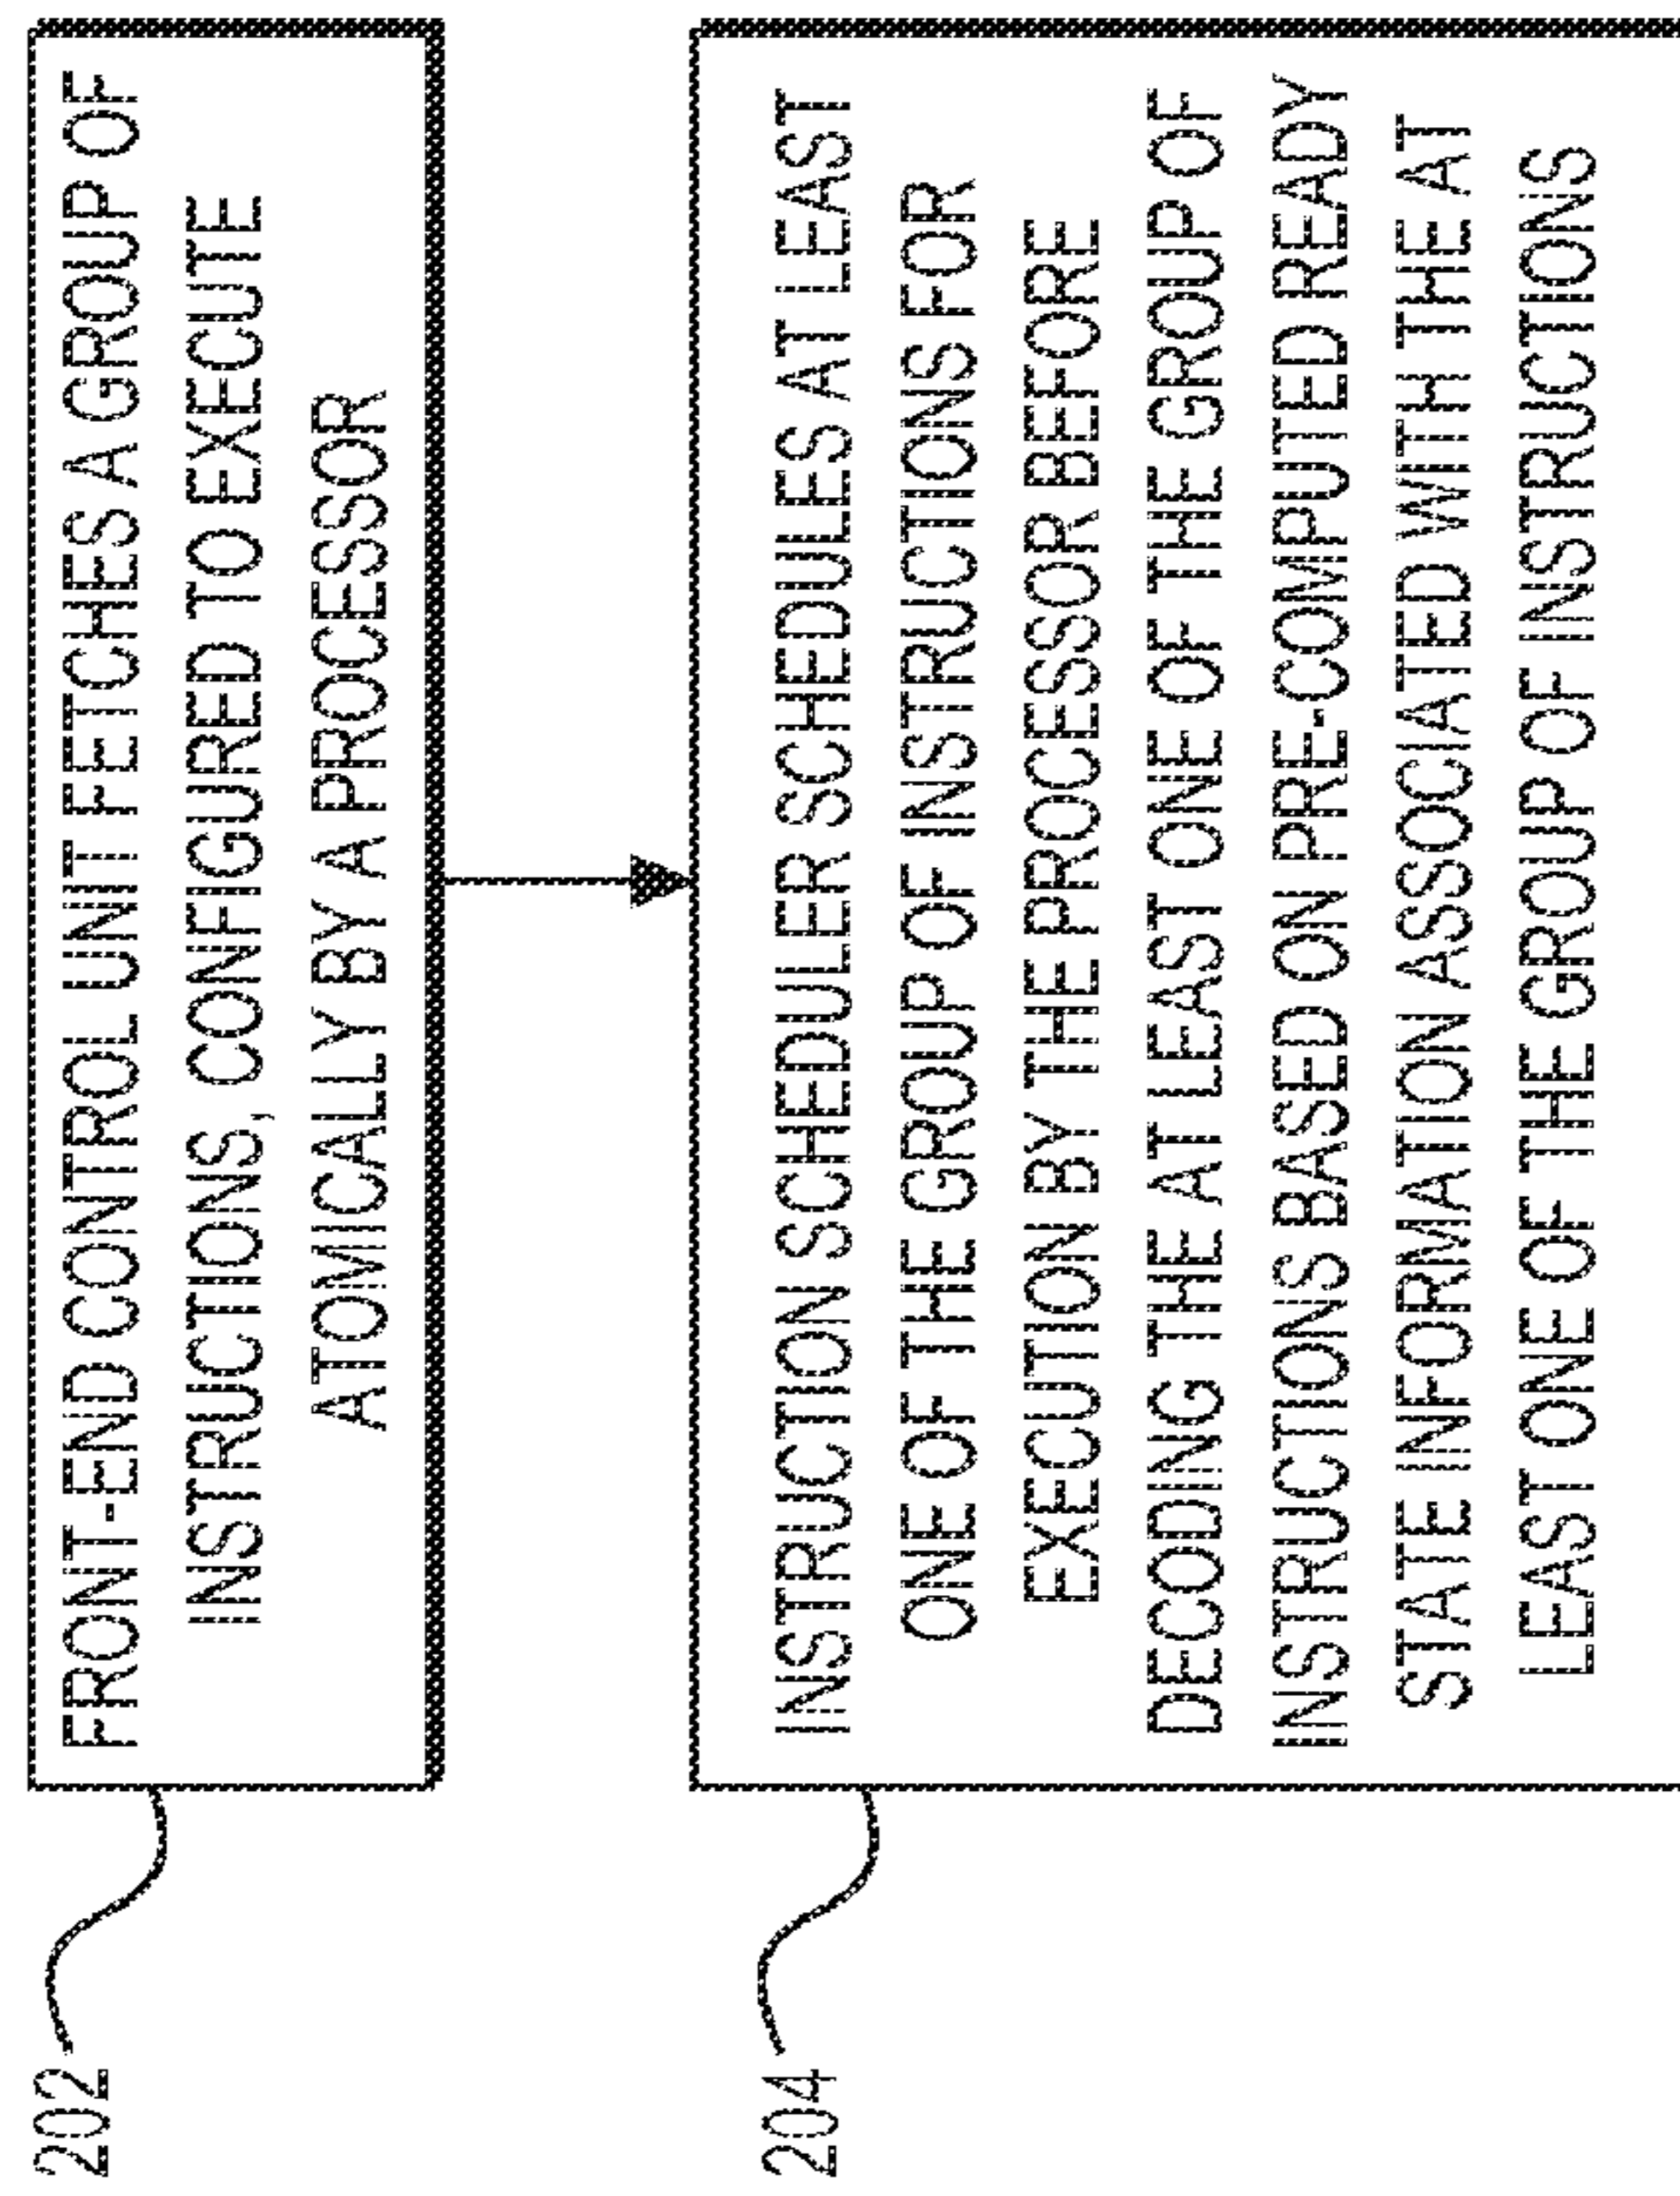 202
FRONT-END CONTROL UNIT FETCHES A GROUP OF
INSTRUCTIONS, CONFIGURED TO EXECUTE
ATOMICALLY BY A PROCESSOR
204
INSTRUCTION SCHEDULER SCHEDULES AT LEAST
ONE OF THE GROUP OF INSTRUCTIONS FOR
EXECUTION BY THE PROCESSOR BEFORE
DECODING THE AT LEAST ONE OF THE GROUP OF
INSTRUCTIONS BASED ON PRE-COMPUTED READY
STATE INFORMATION ASSOCIATED WITH THE AT
LEAST ONE OF THE GROUP OF INSTRUCTIONS